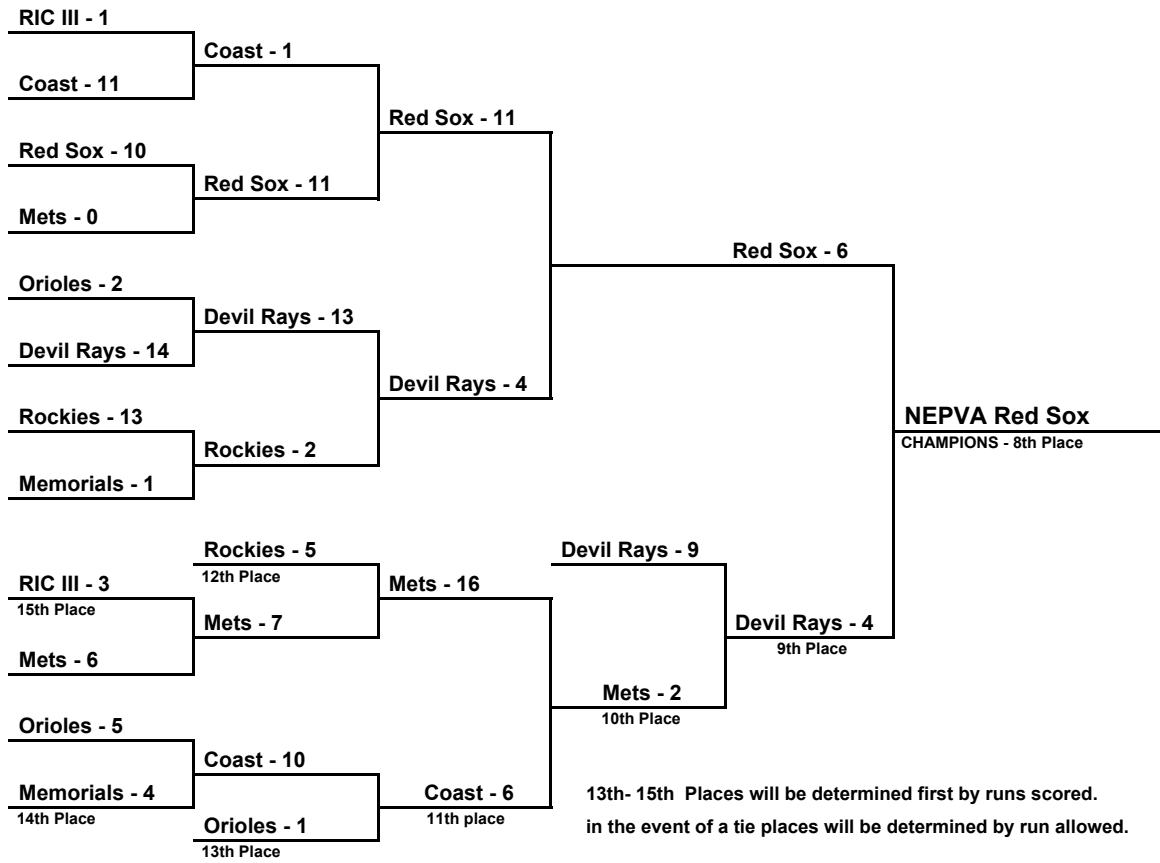 RIC III - 1
Coast - 1
Coast - 11
Red Sox - 11
Red Sox - 10
Red Sox - 11
Mets - 0
Red Sox - 6
Orioles - 2
Devil Rays - 13
Devil Rays - 14
Devil Rays - 4
Rockies - 13
NEPVA Red Sox
CHAMPIONS - 8th Place
Rockies - 2
Memorials - 1
Rockies - 5
12th Place
Devil Rays - 9
RIC III - 3
15th Place
Mets - 16
Mets - 7
Devil Rays - 4
9th Place
Mets - 6
Mets - 2
10th Place
Orioles - 5
Coast - 10
Memorials - 4
14th Place
Coast - 6
11th place
Orioles - 1
13th Place
13th- 15th Places will be determined first by runs scored.
in the event of a tie places will be determined by run allowed.